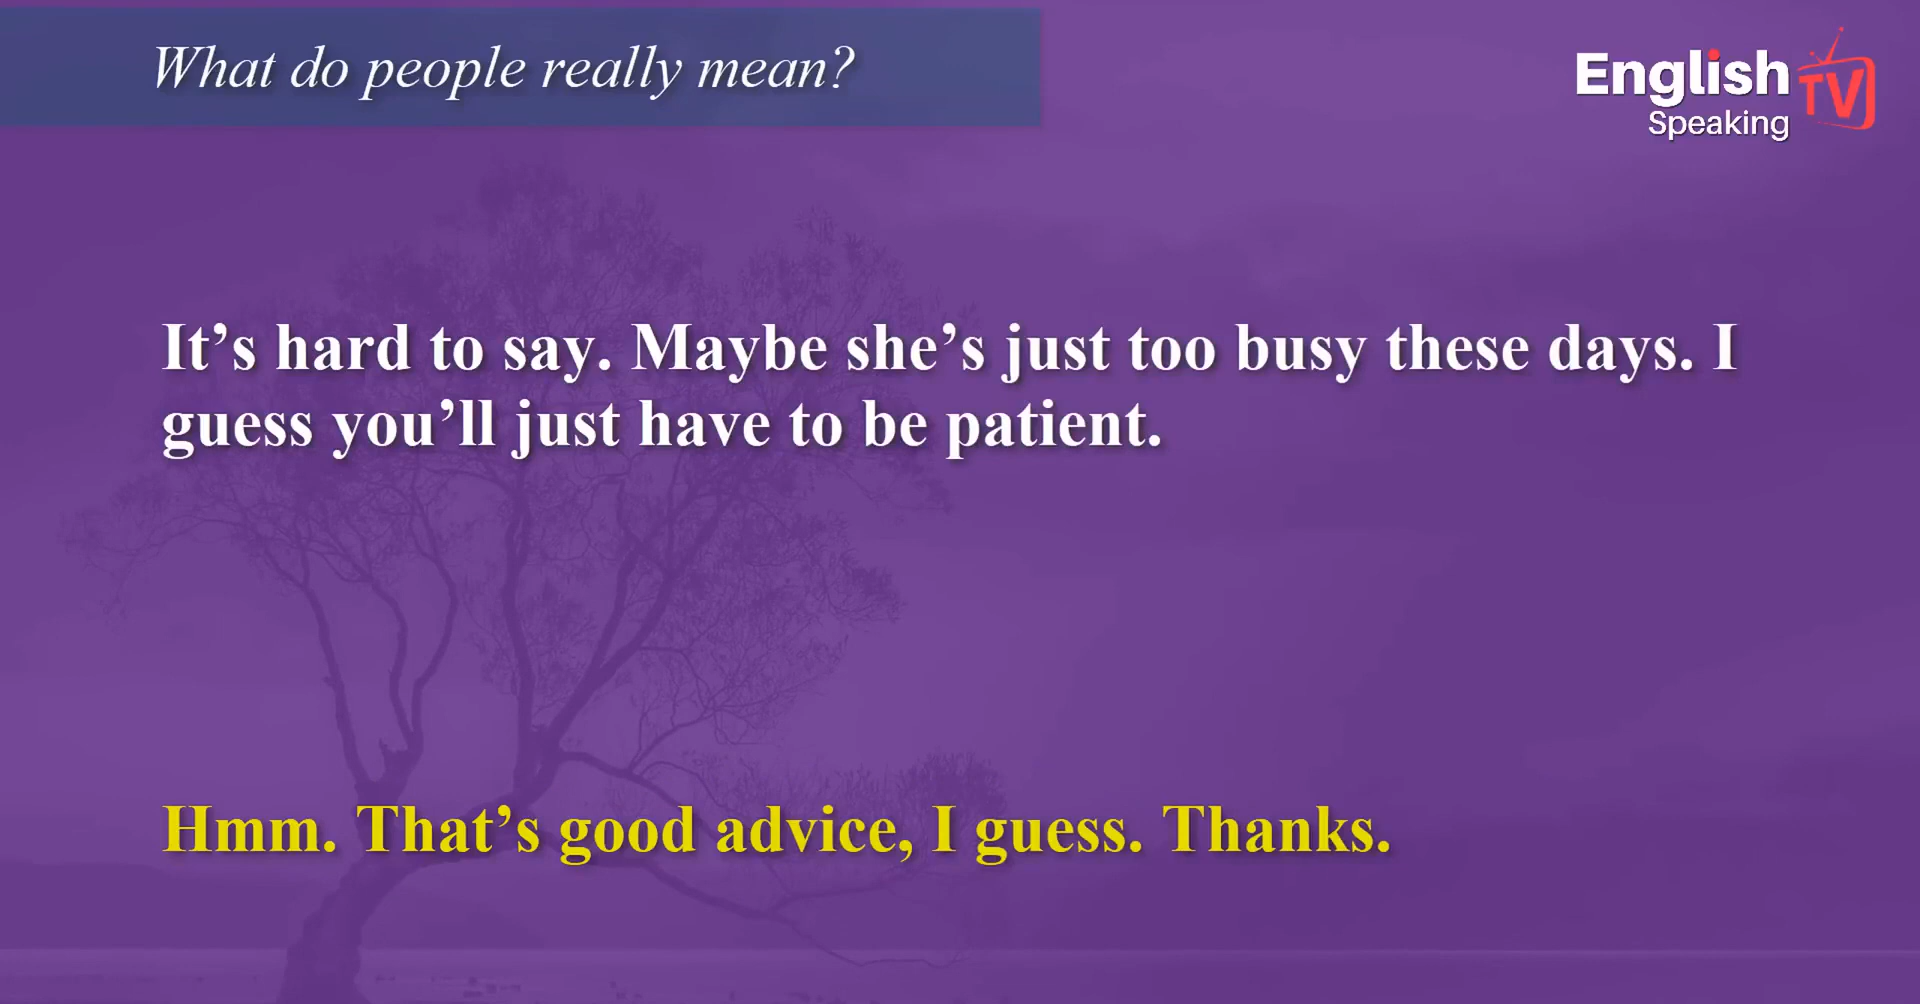 What do people really mean?
English
Speaking
TV
It’s hard to say. Maybe she’s just too busy these days. I
guess you’ll just have to be patient.
Hmm. That’s good advice, I guess. Thanks.